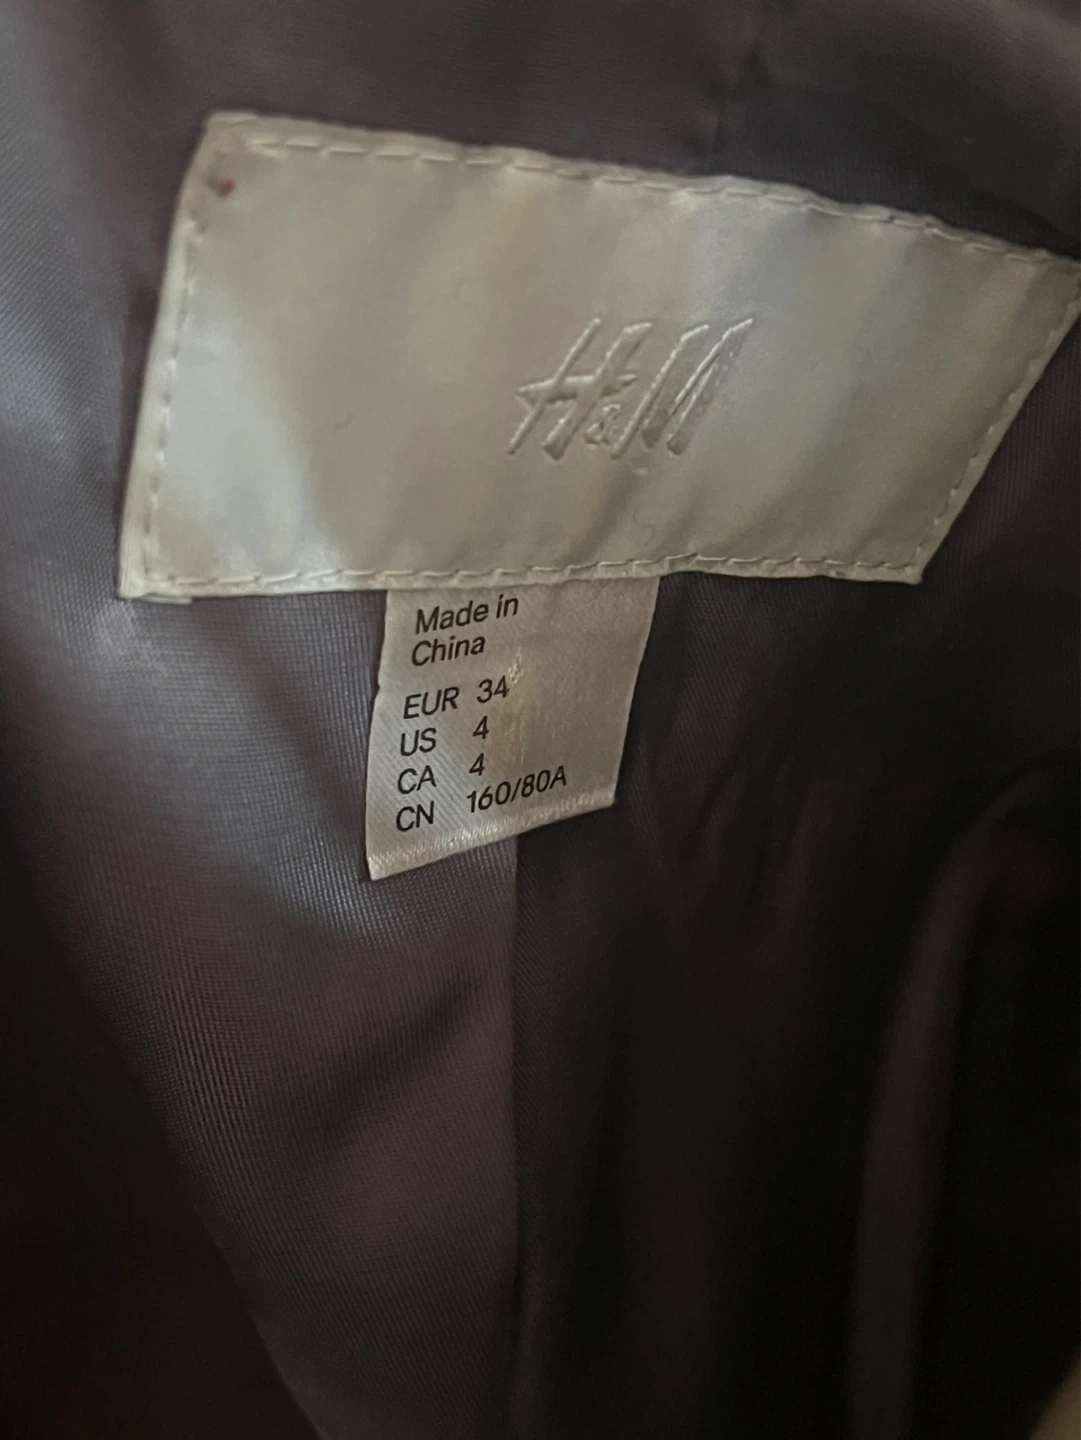 H&M
Made in
China
EUR 34
US 4
CA 4
CN 160/80A